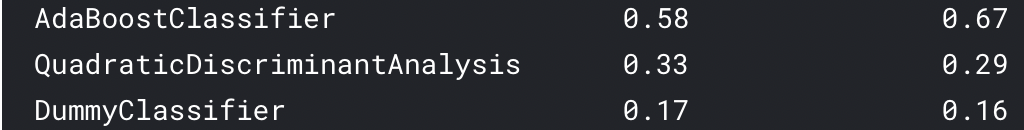 AdaBoostClassifier 0.58 0.67
QuadraticDiscriminantAnalysis 0.33 0.29
DummyClassifier 0.17 0.16